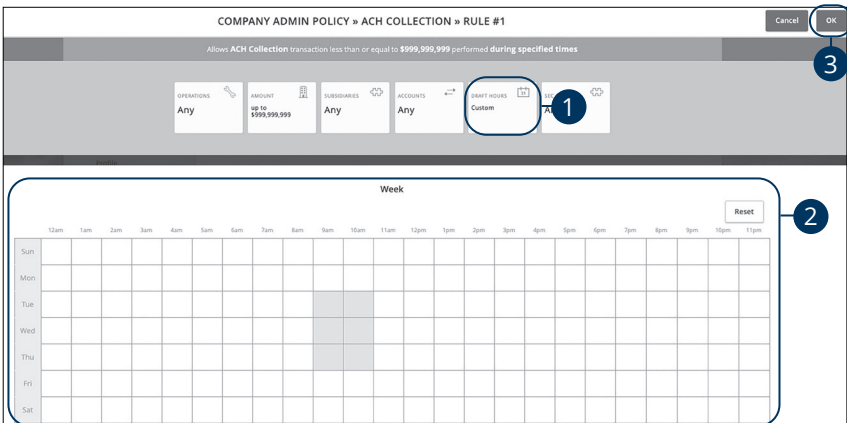 COMPANY ADMIN POLICY » ACH COLLECTION » RULE #1
Cancel
OK
3
Allows ACH Collection transaction less than or equal to $999,999,999 performed during specified times
OPERATIONS
Any
AMOUNT
up to
$999,999,999
SUBSIDIARIES
Any
ACCOUNTS
Any
DRAFT HOURS
Custom
1
Profile
Week
Reset
2
12am 1am 2am 3am 4am 5am 6am 7am 8am 9am 10am 11am 12pm 1pm 2pm 3pm 4pm 5pm 6pm 7pm 8pm 9pm 10pm 11pm
Sun
Mon
Tue
Wed
Thu
Fri
Sat